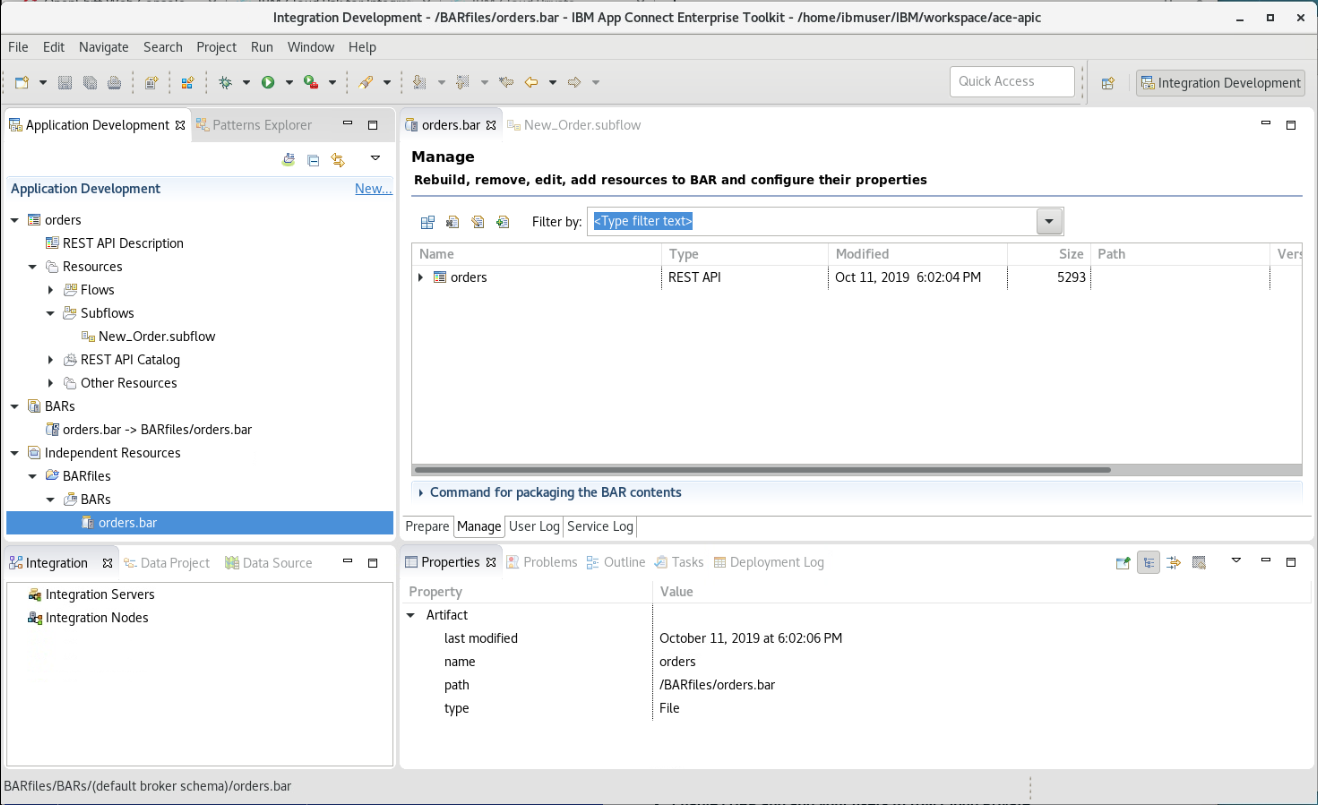 Integration Development - /BARfiles/orders.bar - IBM App Connect Enterprise Toolkit - /home/ibmuser/IBM/workspace/ace-apic
File Edit Navigate Search Project Run Window Help
Quick Access
Integration Development
Application Development
Patterns Explorer
Application Development
New...
orders
REST API Description
Resources
Flows
Subflows
New_Order.subflow
REST API Catalog
Other Resources
BARs
orders.bar -> BARfiles/orders.bar
Independent Resources
BARfiles
BARs
orders.bar
orders.bar
New_Order.subflow
Manage
Rebuild, remove, edit, add resources to BAR and configure their properties
Filter by: <Type filter text>
Name Type Modified Size Path Vers
orders REST API Oct 11, 2019 6:02:04 PM 5293
Command for packaging the BAR contents
Prepare Manage User Log Service Log
Integration
Data Project
Data Source
Integration Servers
Integration Nodes
Properties
Problems
Outline
Tasks
Deployment Log
Property Value
Artifact
last modified October 11, 2019 at 6:02:06 PM
name orders
path /BARfiles/orders.bar
type File
BARfiles/BARs/(default broker schema)/orders.bar